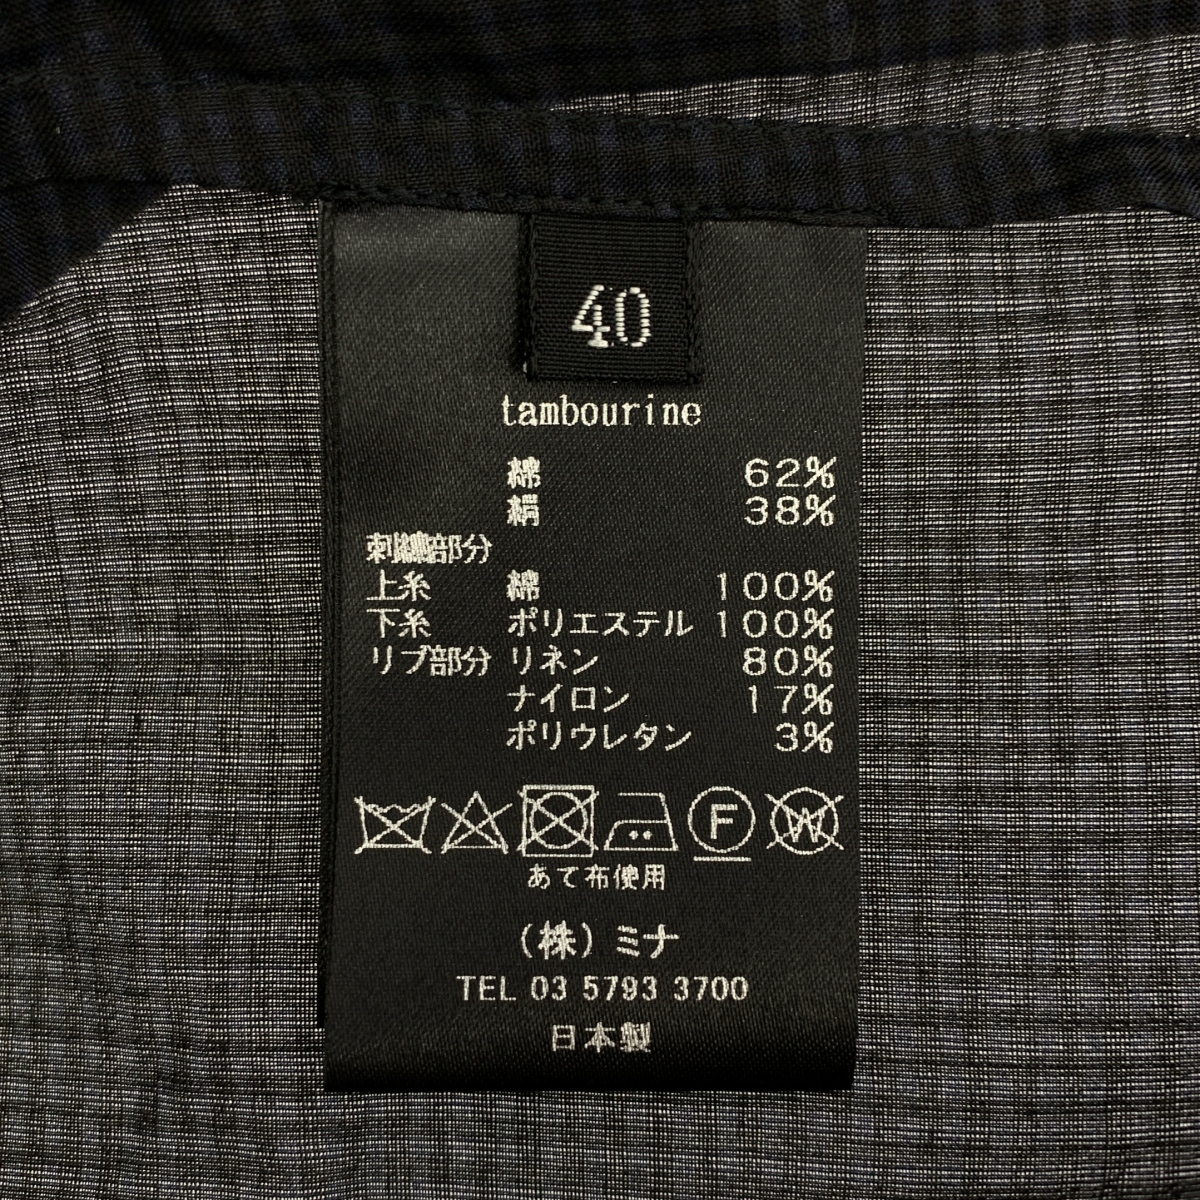 40
tambourine
綿 62%
絹 38%
刺繍部分
上糸 綿 100%
下糸 ポリエステル 100%
リブ部分 リネン 80%
ナイロン 17%
ポリウレタン 3%
F W
あて布使用
(株)ミナ
TEL 03 5793 3700
日本製